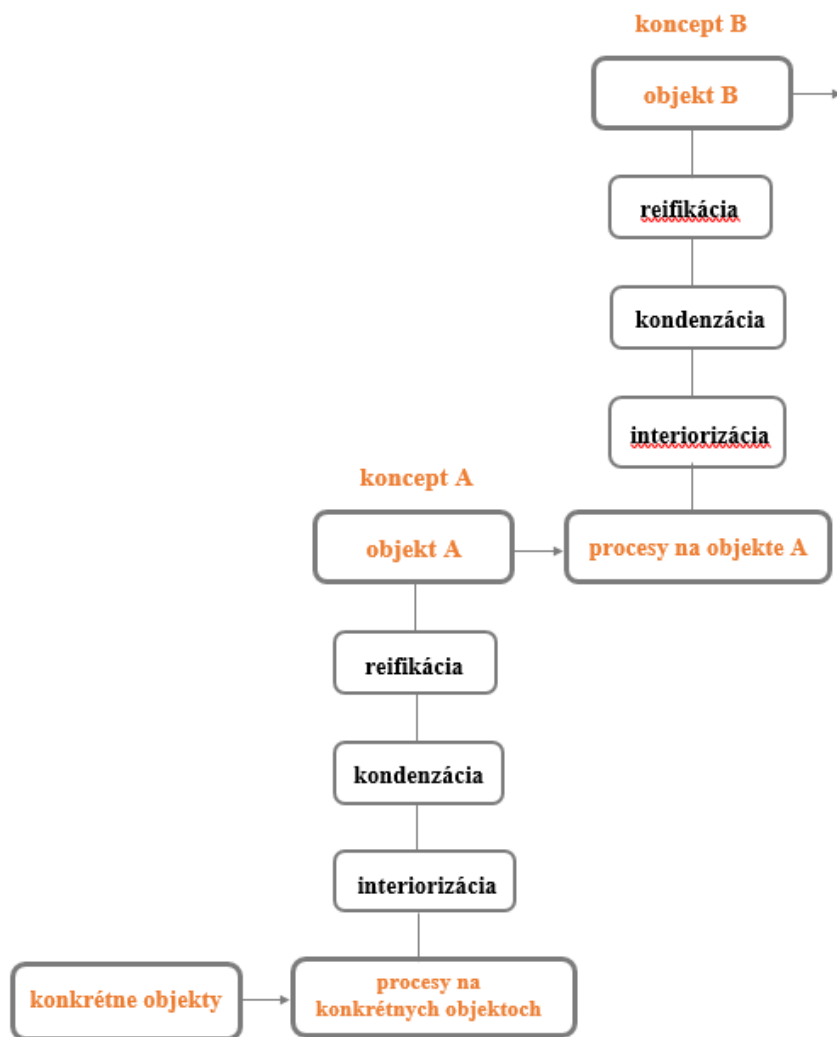 koncept B
objekt B
reifikácia
kondenzácia
interiorizácia
koncept A
objekt A
procesy na objekte A
reifikácia
kondenzácia
interiorizácia
konkrétne objekty
procesy na
konkrétnych objektoch